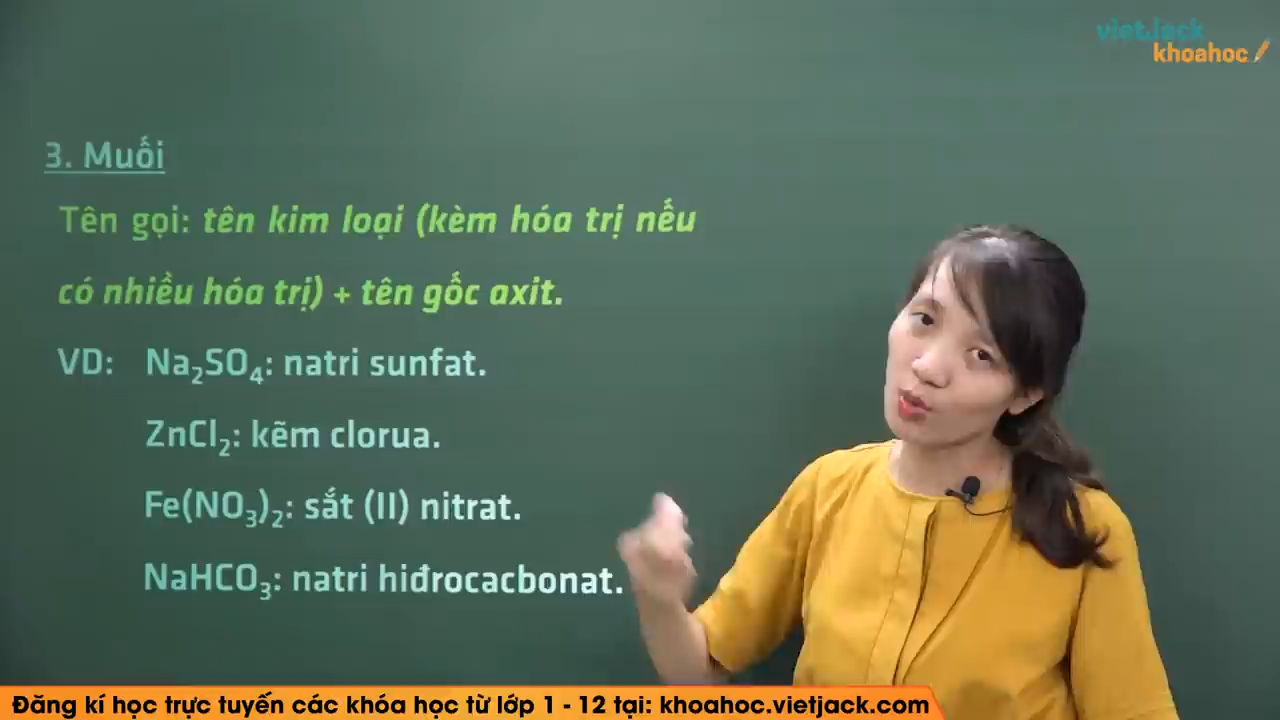 vietjack
khoahoc
3. Muối
Tên gọi: tên kim loại (kèm hóa trị nếu
có nhiều hóa trị) + tên gốc axit.
VD: Na₂SO₄: natri sunfat.
ZnCl₂: kẽm clorua.
Fe(NO₃)₂: sắt (II) nitrat.
NaHCO₃: natri hiđrocacbonat.
Đăng kí học trực tuyến các khóa học từ lớp 1 - 12 tại: khoahoc.vietjack.com